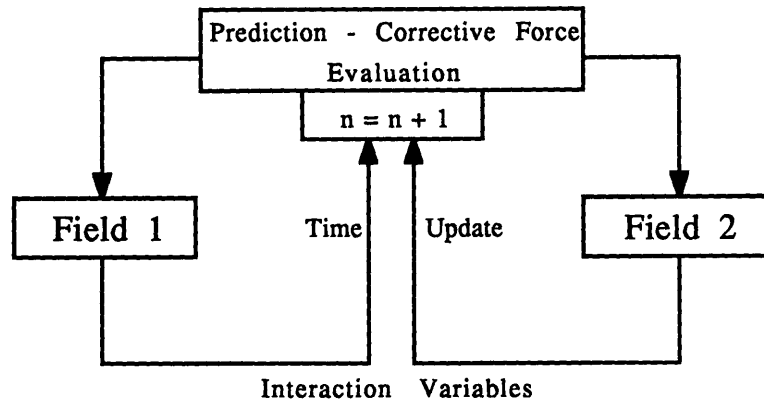 Prediction - Corrective Force
Evaluation
n = n + 1
Field 1
Time
Update
Field 2
Interaction Variables